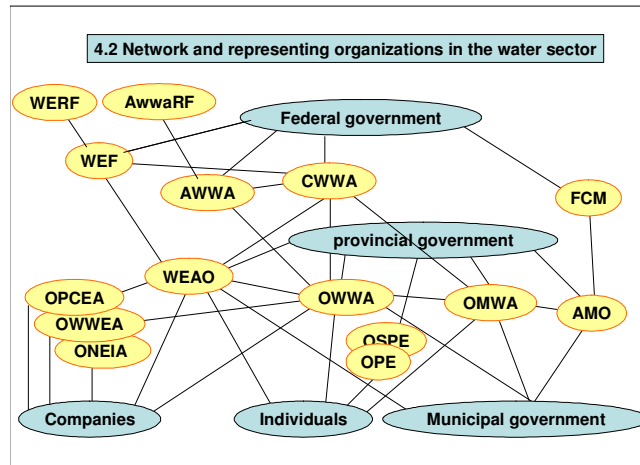 4.2 Network and representing organizations in the water sector
WERF
AwwaRF
Federal government
WEF
CWWA
AWWA
FCM
provincial government
WEAO
OPCEA
OWWA
OMWA
AMO
OWWEA
OSPE
ONEIA
OPE
Companies
Individuals
Municipal government